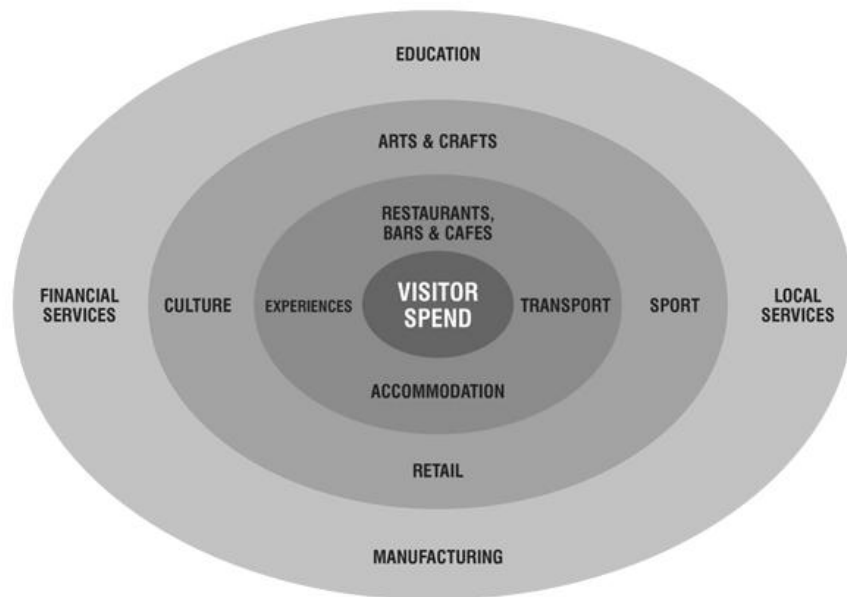 EDUCATION
ARTS & CRAFTS
RESTAURANTS,
BARS & CAFES
FINANCIAL
SERVICES
CULTURE
EXPERIENCES
VISITOR
SPEND
TRANSPORT
SPORT
LOCAL
SERVICES
ACCOMMODATION
RETAIL
MANUFACTURING